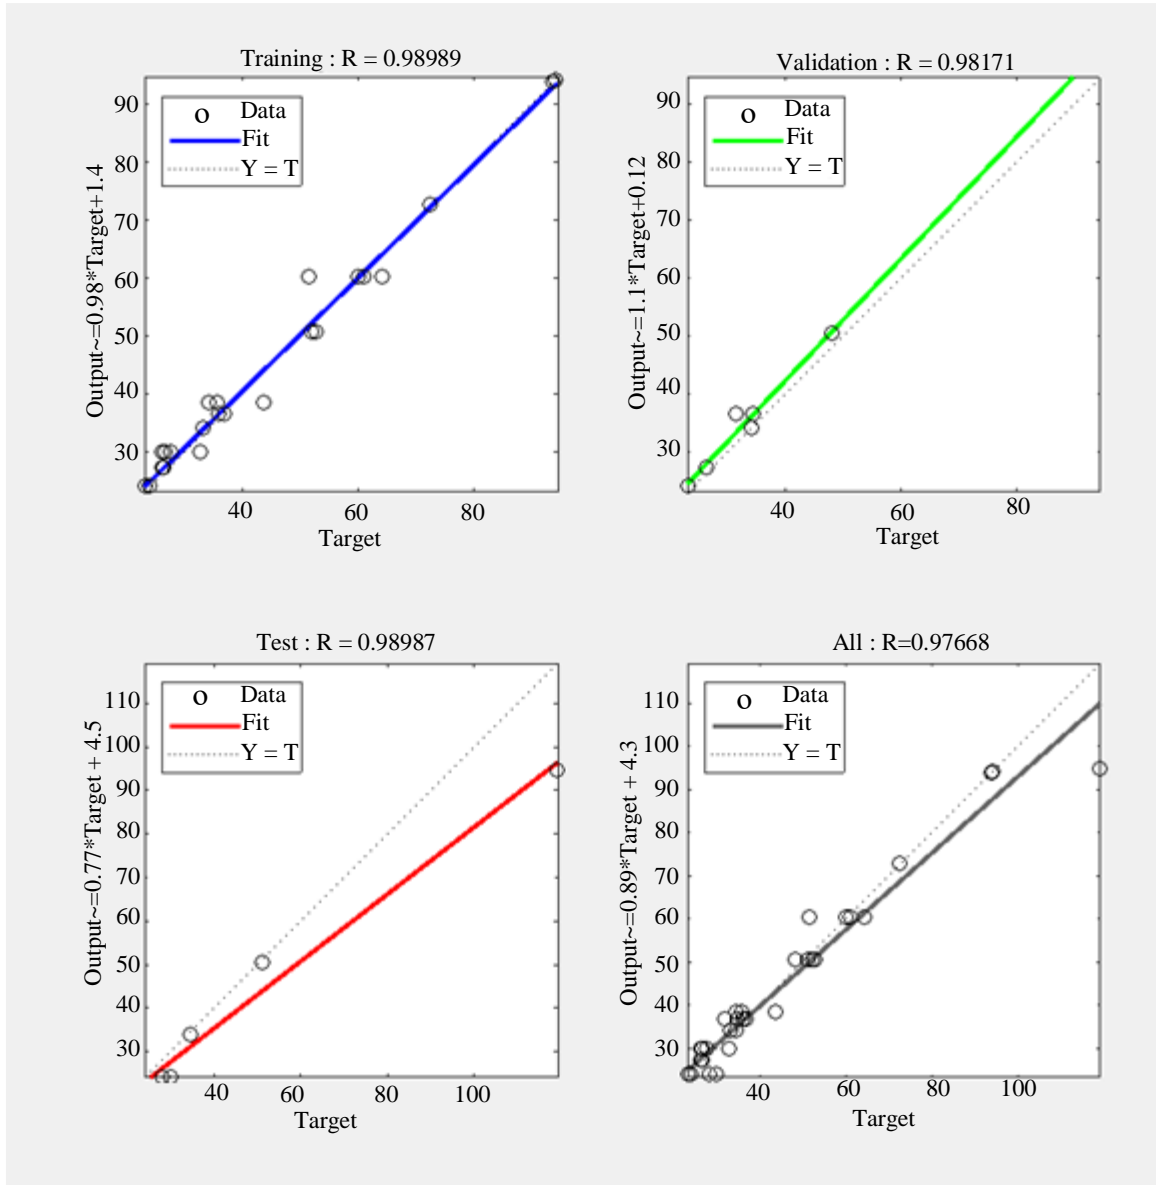 Training : R = 0.98989
Data
Fit
Y = T
Output~=0.98*Target+1.4
90
80
70
60
50
40
30
40 60 80
Target
Validation : R = 0.98171
Data
Fit
Y = T
Output~=1.1*Target+0.12
90
80
70
60
50
40
30
40 60 80
Target
Test : R = 0.98987
Data
Fit
Y = T
Output~=0.77*Target + 4.5
110
100
90
80
70
60
50
40
30
40 60 80 100
Target
All : R=0.97668
Data
Fit
Y = T
Output~=0.89*Target + 4.3
110
100
90
80
70
60
50
40
30
40 60 80 100
Target